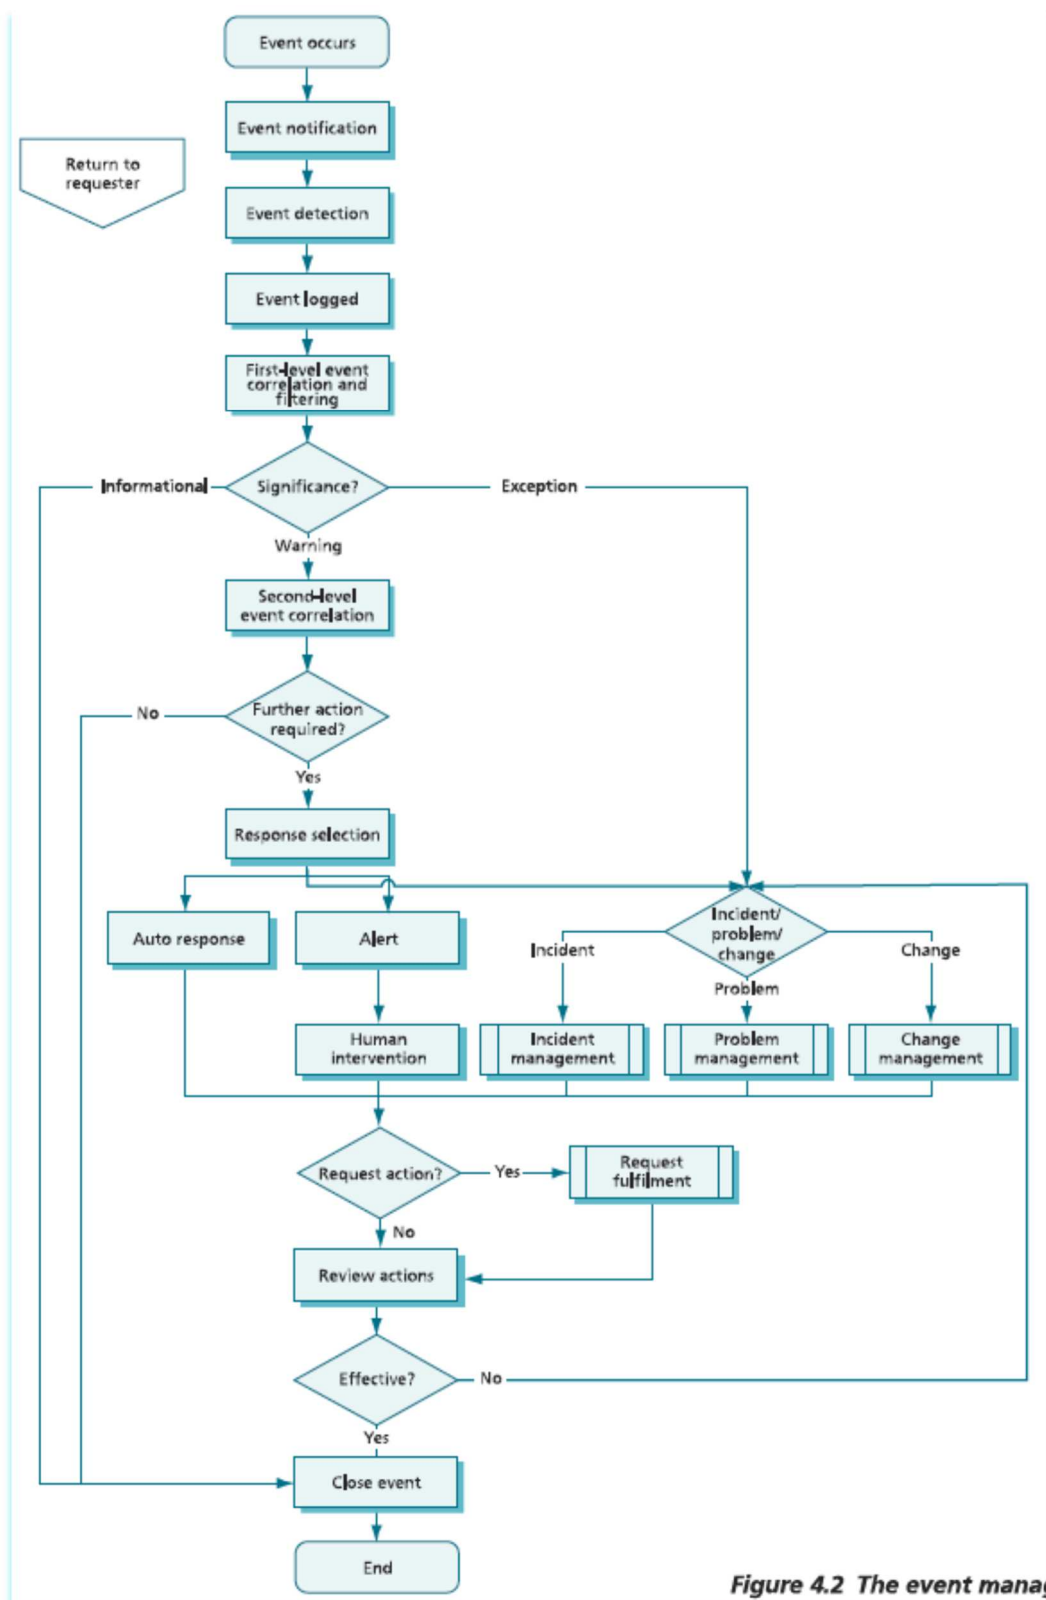 Event occurs
Event notification
Return to
requester
Event detection
Event logged
First-level event
correlation and
filtering
Informational
Significance?
Exception
Warning
Second-level
event correlation
No
Further action
required?
Yes
Response selection
Auto response
Alert
Incident/
problem/
change
Incident
Change
Problem
Human
intervention
Incident
management
Problem
management
Change
management
Request action?
Yes
Request
fulfilment
No
Review actions
Effective?
No
Yes
Close event
End
Figure 4.2 The event manag